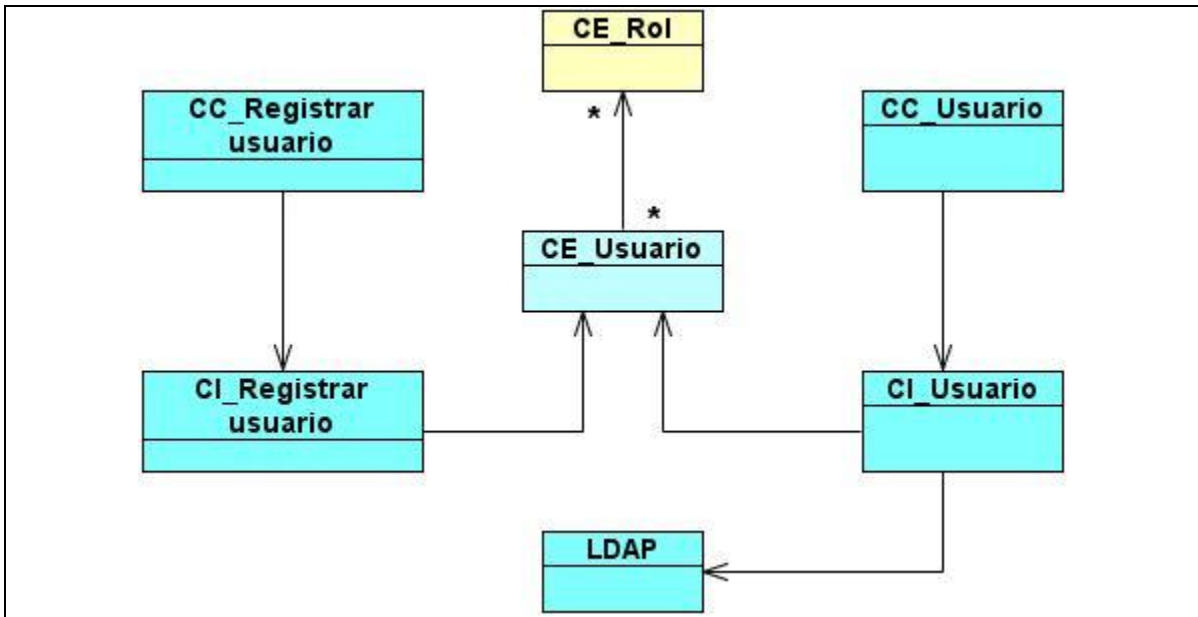 CE_Rol
CC_Registrar
usuario
CC_Usuario
*
*
CE_Usuario
CI_Registrar
usuario
CI_Usuario
LDAP